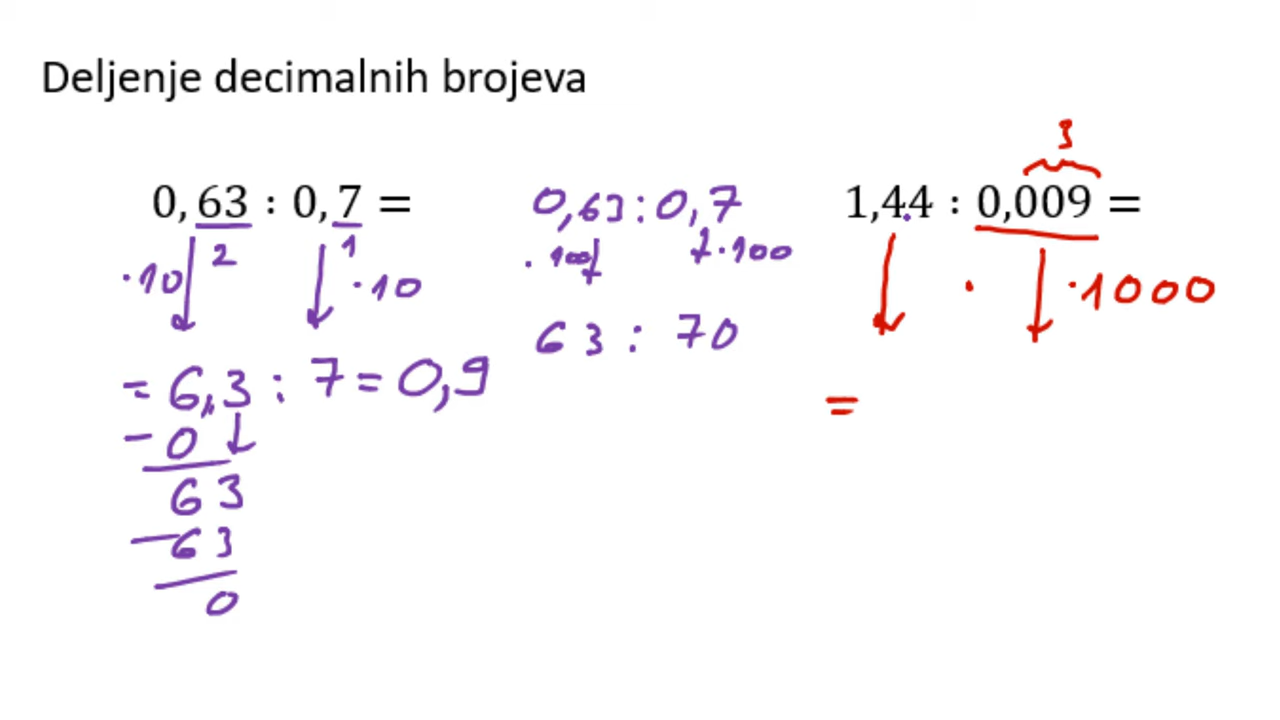 Deljenje decimalnih brojeva
0,63 : 0,7 =
2 1
·10 ·10
= 6,3 : 7 = 0,9
- 0
63
- 63
0
0,63 : 0,7
· 100 · 100
63 : 70
3
1,44 : 0,009 =
· ·1000
=